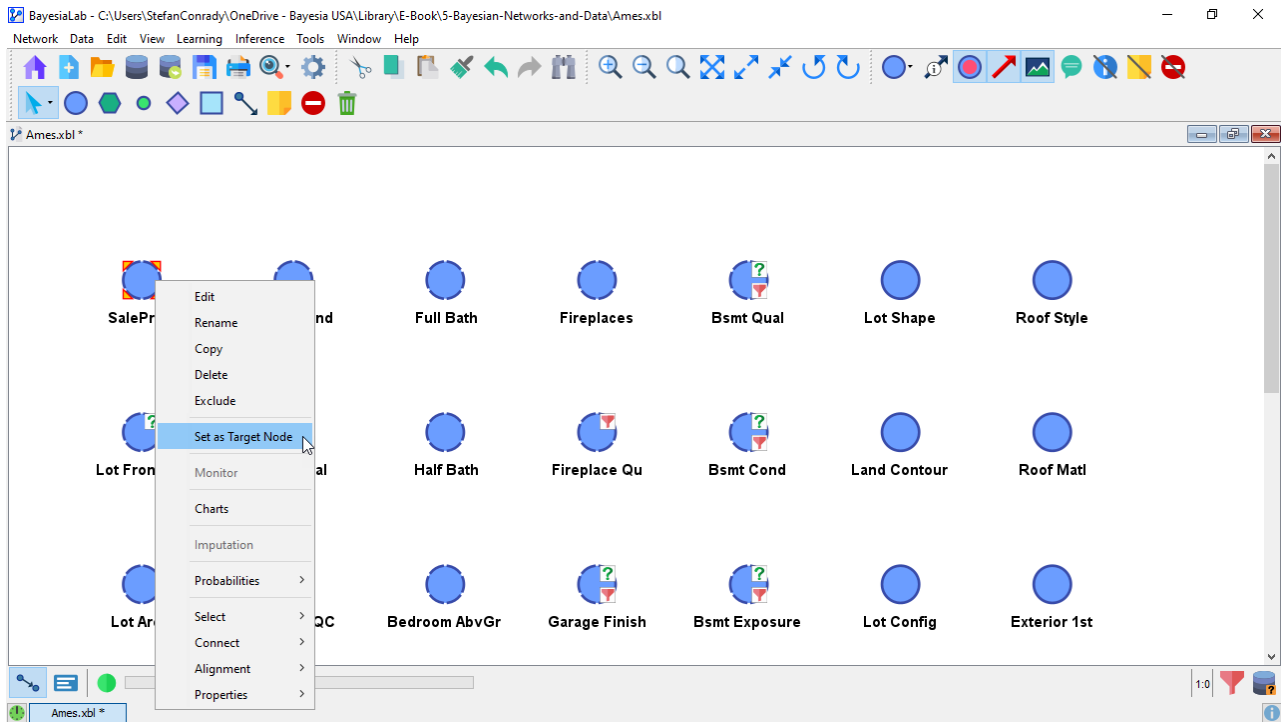 BayesiaLab - C:\Users\StefanConrady\OneDrive - Bayesia USA\Library\E-Book\5-Bayesian-Networks-and-Data\Ames.xbl
Network Data Edit View Learning Inference Tools Window Help
Ames.xbl *
SalePr nd Full Bath Fireplaces Bsmt Qual Lot Shape Roof Style
Edit
Rename
Copy
Delete
Exclude
Set as Target Node
Lot Fron al Half Bath Fireplace Qu Bsmt Cond Land Contour Roof Matl
Monitor
Charts
Imputation
Probabilities
Select
Lot Ar QC Bedroom AbvGr Garage Finish Bsmt Exposure Lot Config Exterior 1st
Connect
Alignment
Properties
1:0
Ames.xbl *